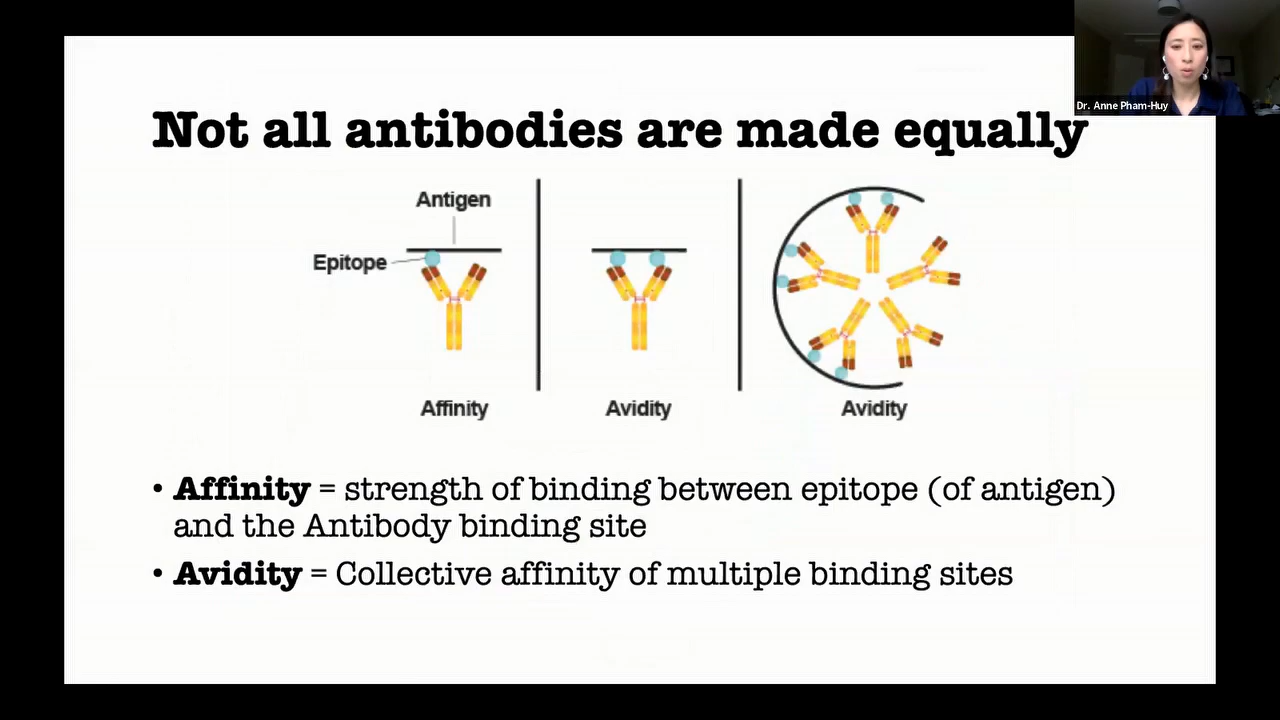 Dr. Anne Pham-Huy
Not all antibodies are made equally
Antigen
Epitope
Affinity
Avidity
Avidity
• Affinity = strength of binding between epitope (of antigen)
and the Antibody binding site
• Avidity = Collective affinity of multiple binding sites